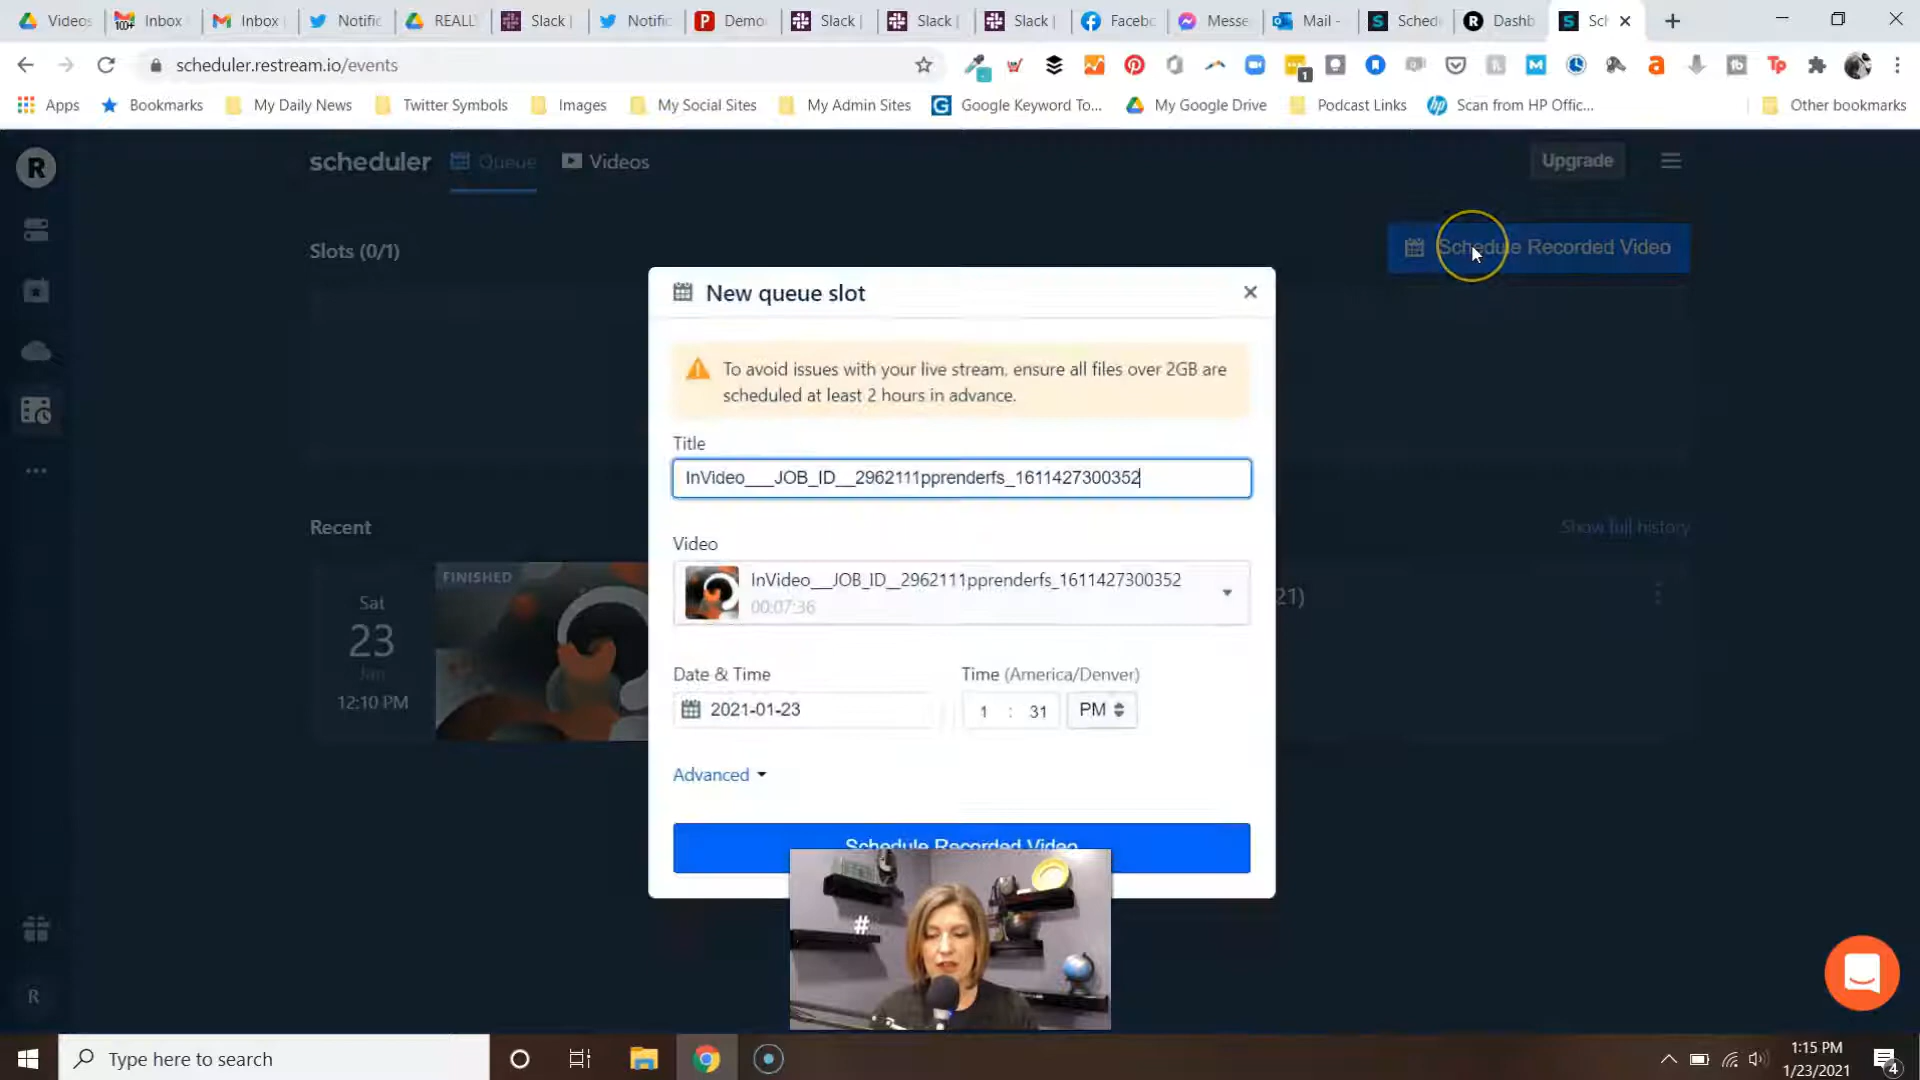 Videos
Inbox
Inbox
Notific
REALL
Slack
Notific
Demo
Slack
Slack
Slack
Facebo
Messe
Mail -
Sched
Dashb
Sch
scheduler.restream.io/events
Apps
Bookmarks
My Daily News
Twitter Symbols
Images
My Social Sites
My Admin Sites
Google Keyword To...
My Google Drive
Podcast Links
Scan from HP Offic...
Other bookmarks
R
scheduler
Queue
Videos
Upgrade
Slots (0/1)
Schedule Recorded Video
New queue slot
To avoid issues with your live stream, ensure all files over 2GB are
scheduled at least 2 hours in advance.
Title
InVideo___JOB_ID__2962111pprenderfs_1611427300352
Recent
Show full history
Video
InVideo__JOB_ID__2962111pprenderfs_1611427300352
00:07:36
FINISHED
Sat
23
Jan
12:10 PM
21)
Date & Time
Time (America/Denver)
2021-01-23
1 : 31
PM
Advanced
Schedule Recorded Video
#
R
Type here to search
1:15 PM
1/23/2021
4